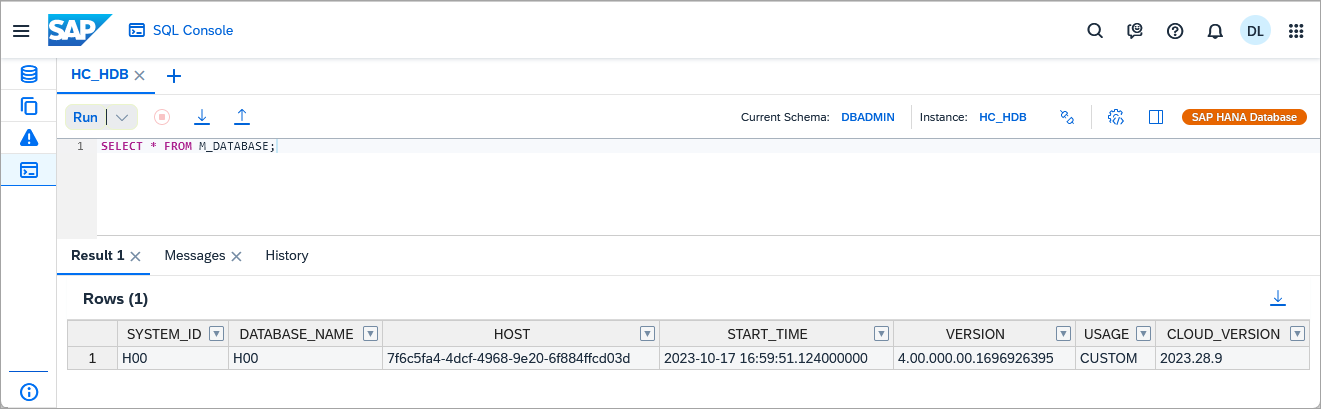 SAP SQL Console DL
HC_HDB
Run Current Schema: DBADMIN Instance: HC_HDB SAP HANA Database
1 SELECT * FROM M_DATABASE;
Result 1 Messages History
Rows (1)
SYSTEM_ID DATABASE_NAME HOST START_TIME VERSION USAGE CLOUD_VERSION
1 H00 H00 7f6c5fa4-4dcf-4968-9e20-6f884ffcd03d 2023-10-17 16:59:51.124000000 4.00.000.00.1696926395 CUSTOM 2023.28.9